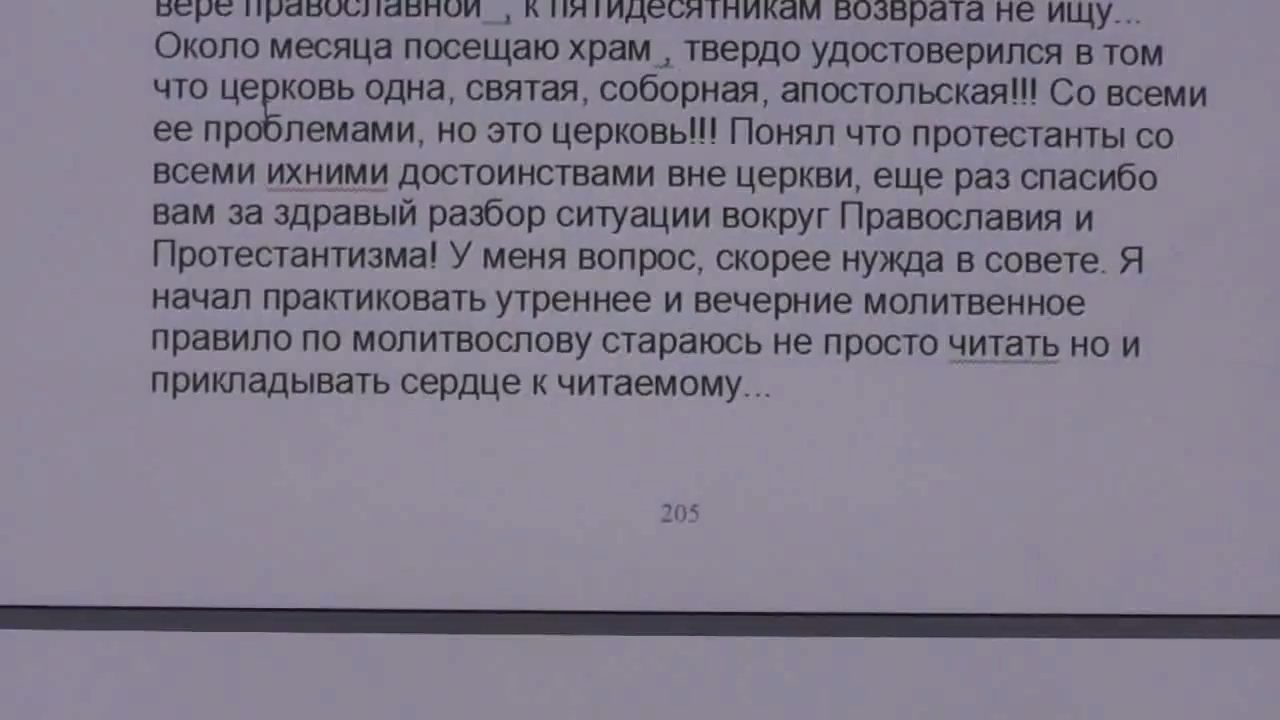 вере православной , к пятидесятникам возврата не ищу...
Около месяца посещаю храм , твердо удостоверился в том
что церковь одна, святая, соборная, апостольская!!! Со всеми
ее проблемами, но это церковь!!! Понял что протестанты со
всеми ихними достоинствами вне церкви, еще раз спасибо
вам за здравый разбор ситуации вокруг Православия и
Протестантизма! У меня вопрос, скорее нужда в совете. Я
начал практиковать утреннее и вечерние молитвенное
правило по молитвослову стараюсь не просто читать но и
прикладывать сердце к читаемому...
205